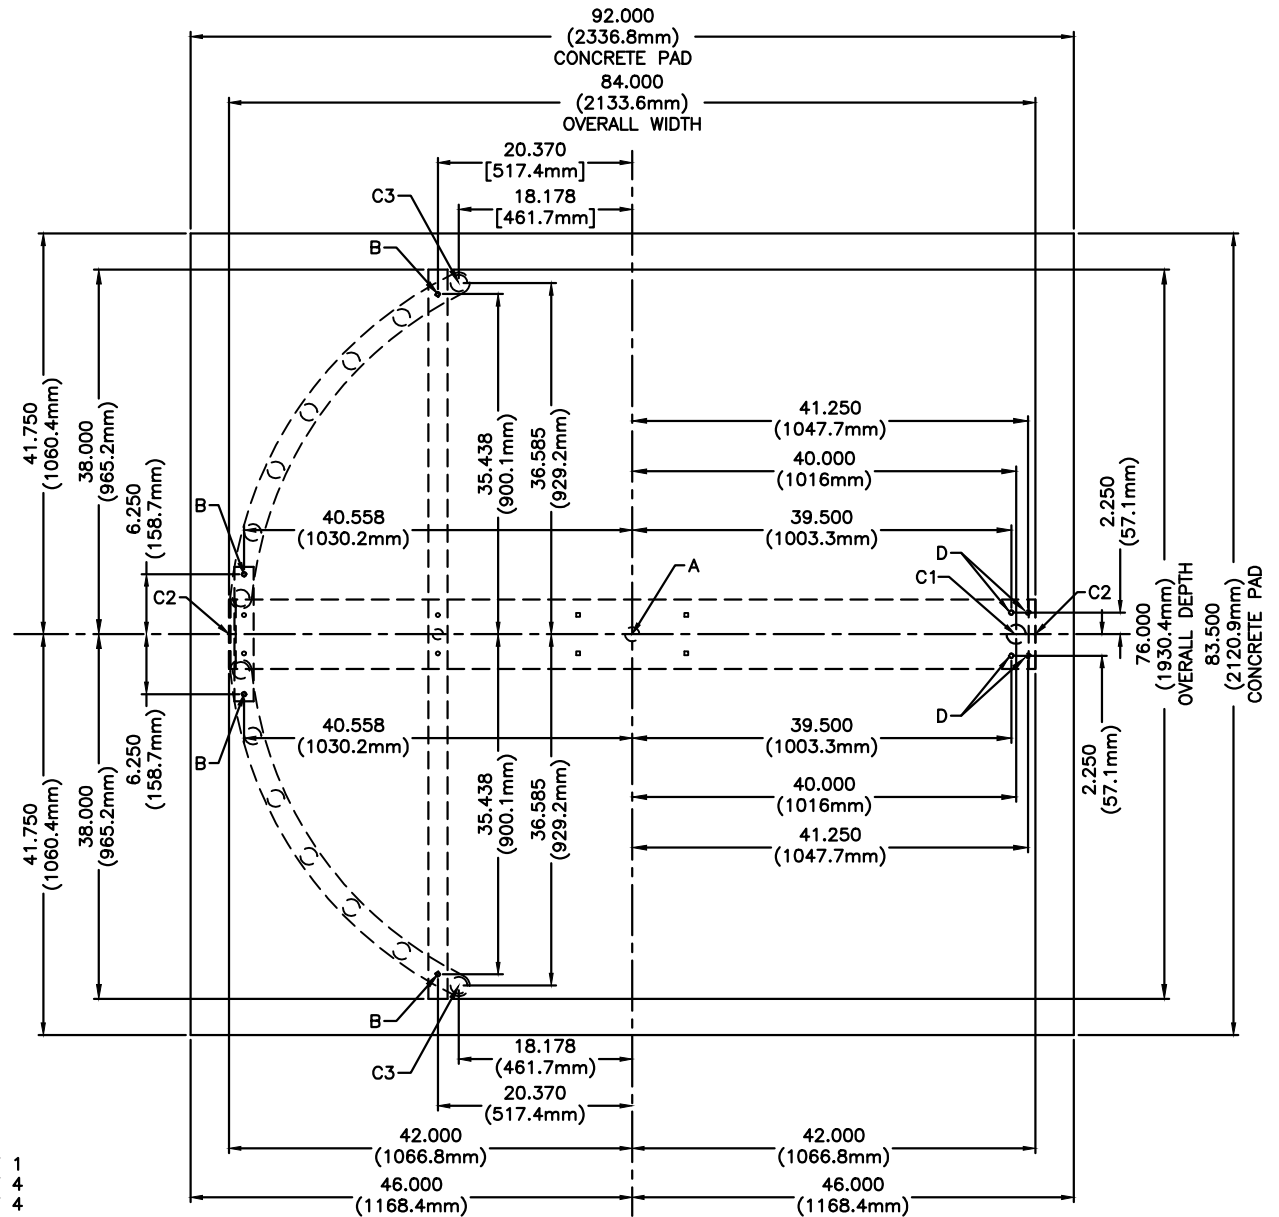 92.000
(2336.8mm)
CONCRETE PAD
84.000
(2133.6mm)
OVERALL WIDTH
20.370
[517.4mm]
C3
18.178
[461.7mm]
B
41.750
(1060.4mm)
38.000
(965.2mm)
6.250
(158.7mm)
B
C2
35.438
(900.1mm)
36.585
(929.2mm)
41.250
(1047.7mm)
40.000
(1016mm)
40.558
(1030.2mm)
39.500
(1003.3mm)
A
D
C1
C2
2.250
(57.1mm)
76.000
(1930.4mm)
OVERALL DEPTH
83.500
(2120.9mm)
CONCRETE PAD
D
40.558
(1030.2mm)
39.500
(1003.3mm)
B
6.250
(158.7mm)
41.750
(1060.4mm)
38.000
(965.2mm)
35.438
(900.1mm)
36.585
(929.2mm)
40.000
(1016mm)
2.250
(57.1mm)
41.250
(1047.7mm)
B
C3
18.178
(461.7mm)
20.370
(517.4mm)
42.000
(1066.8mm)
42.000
(1066.8mm)
46.000
(1168.4mm)
46.000
(1168.4mm)
1
4
4